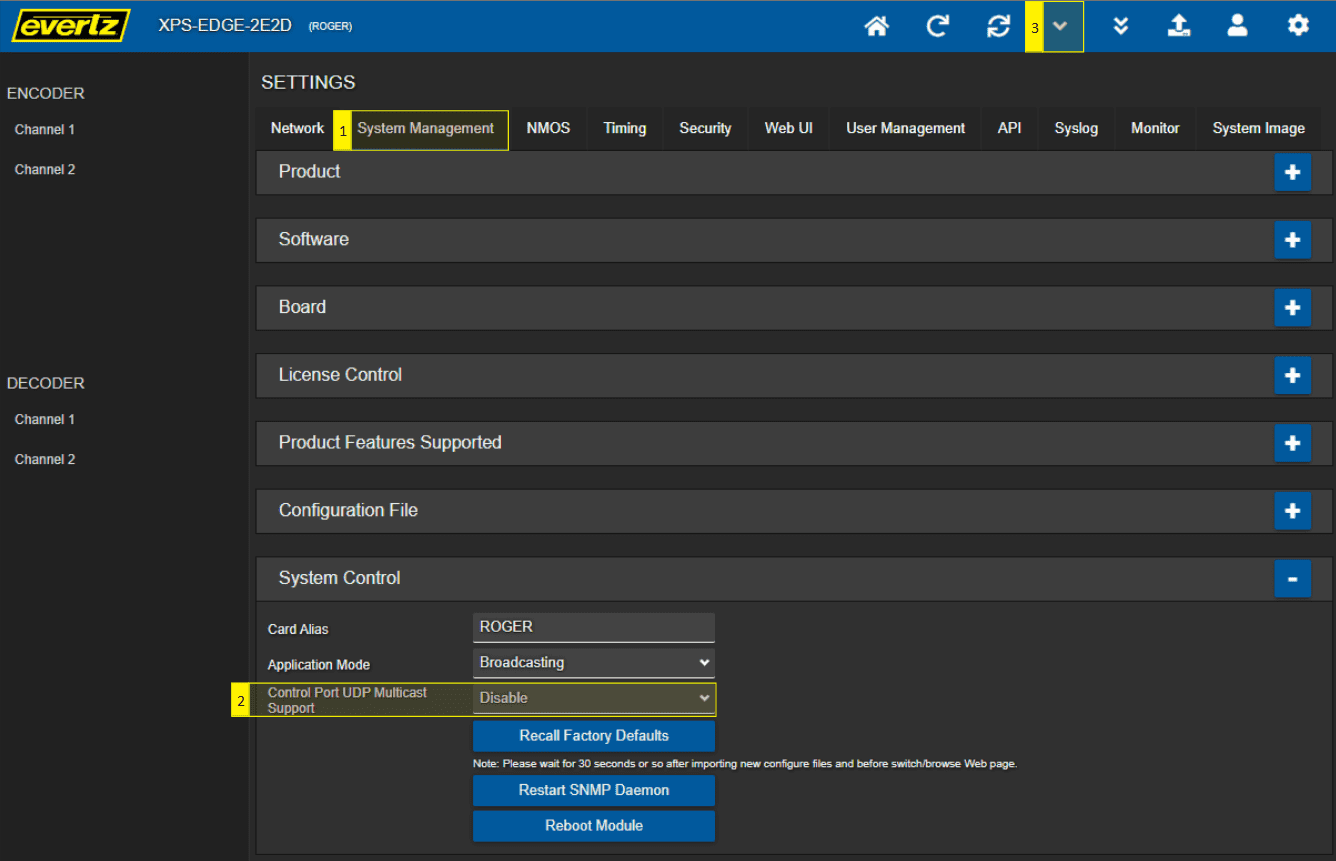 evertz XPS-EDGE-2E2D (ROGER) 3
ENCODER
Channel 1
Channel 2
DECODER
Channel 1
Channel 2
SETTINGS
Network 1 System Management NMOS Timing Security Web UI User Management API Syslog Monitor System Image
Product +
Software +
Board +
License Control +
Product Features Supported +
Configuration File +
System Control -
Card Alias ROGER
Application Mode Broadcasting
2 Control Port UDP Multicast
Support Disable
Recall Factory Defaults
Note: Please wait for 30 seconds or so after importing new configure files and before switch/browse Web page.
Restart SNMP Daemon
Reboot Module